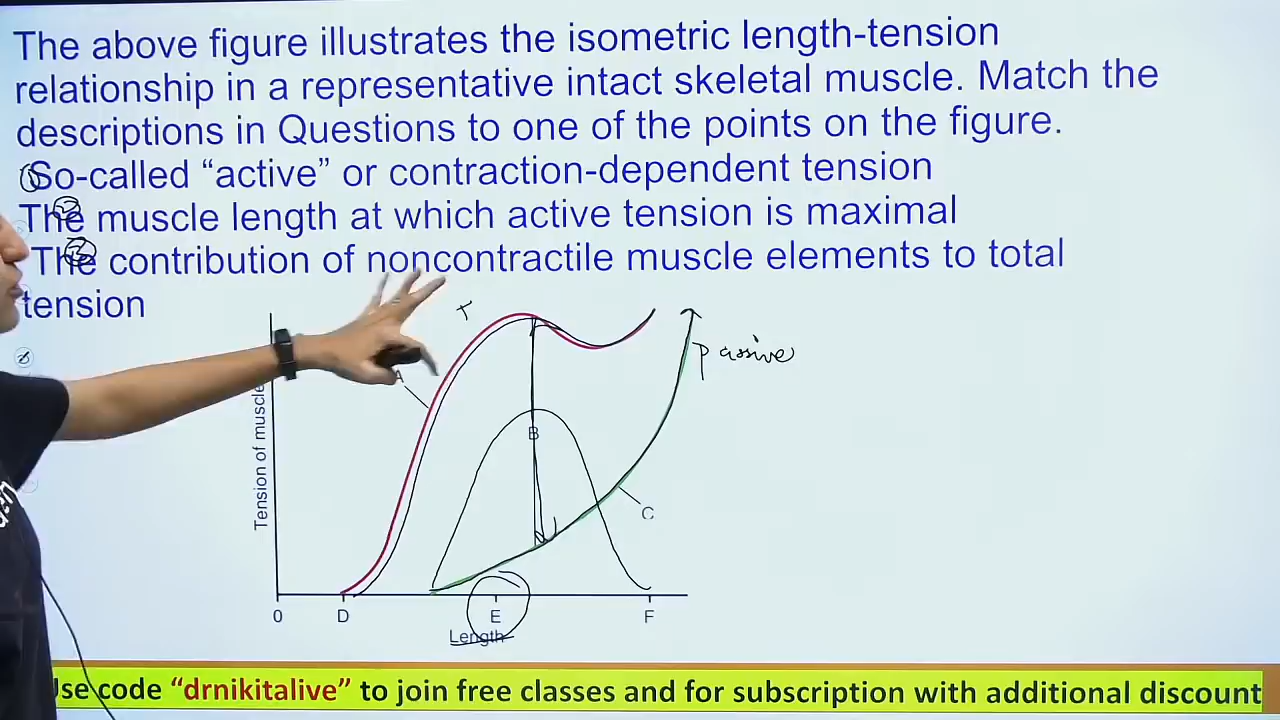 The above figure illustrates the isometric length-tension
relationship in a representative intact skeletal muscle. Match the
descriptions in Questions to one of the points on the figure.
① So-called “active” or contraction-dependent tension
② The muscle length at which active tension is maximal
The contribution of noncontractile muscle elements to total
tension
T
passive
A
B
C
Tension of muscle
0 D E F
Length
Use code “drnikitalive” to join free classes and for subscription with additional discount